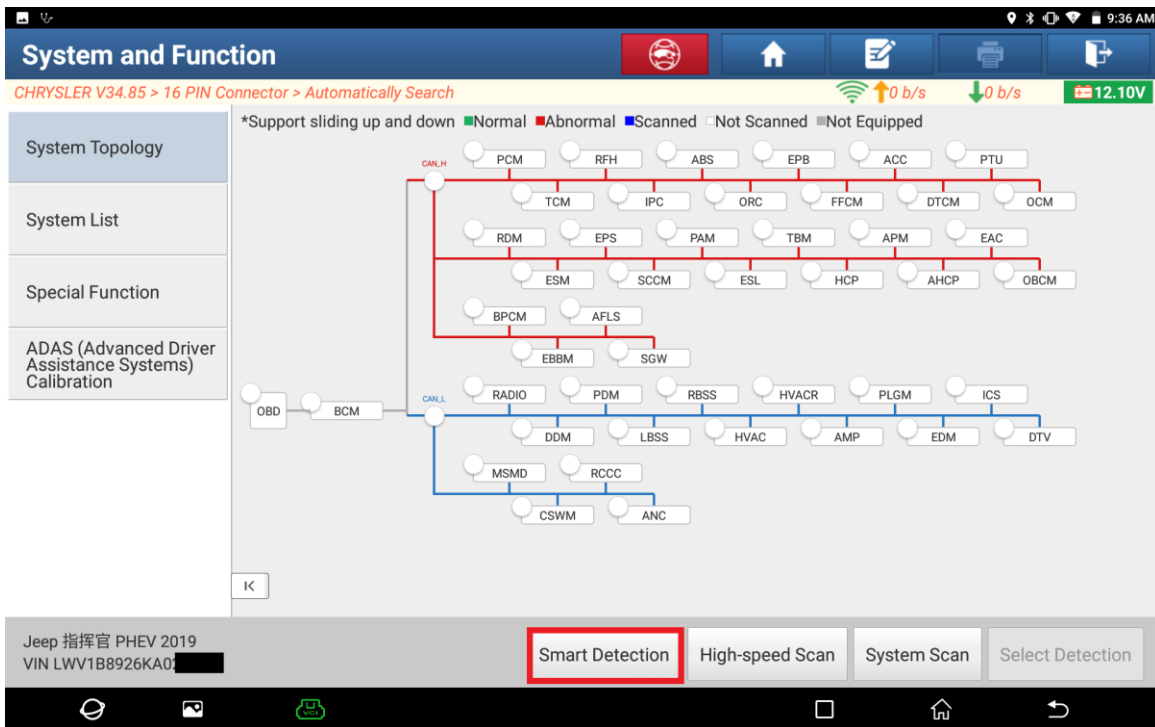 9:36 AM
System and Function
CHRYSLER V34.85 > 16 PIN Connector > Automatically Search
0 b/s
0 b/s
12.10V
System Topology
System List
Special Function
ADAS (Advanced Driver
Assistance Systems)
Calibration
*Support sliding up and down Normal Abnormal Scanned Not Scanned Not Equipped
CAN_H
PCM RFH ABS EPB ACC PTU
TCM IPC ORC FFCM DTCM OCM
RDM EPS PAM TBM APM EAC
ESM SCCM ESL HCP AHCP OBCM
BPCM AFLS
EBBM SGW
OBD BCM
CAN_L
RADIO PDM RBSS HVACR PLGM ICS
DDM LBSS HVAC AMP EDM DTV
MSMD RCCC
CSWM ANC
Jeep 指挥官 PHEV 2019
VIN LWV1B8926KA02
Smart Detection
High-speed Scan
System Scan
Select Detection
VCI